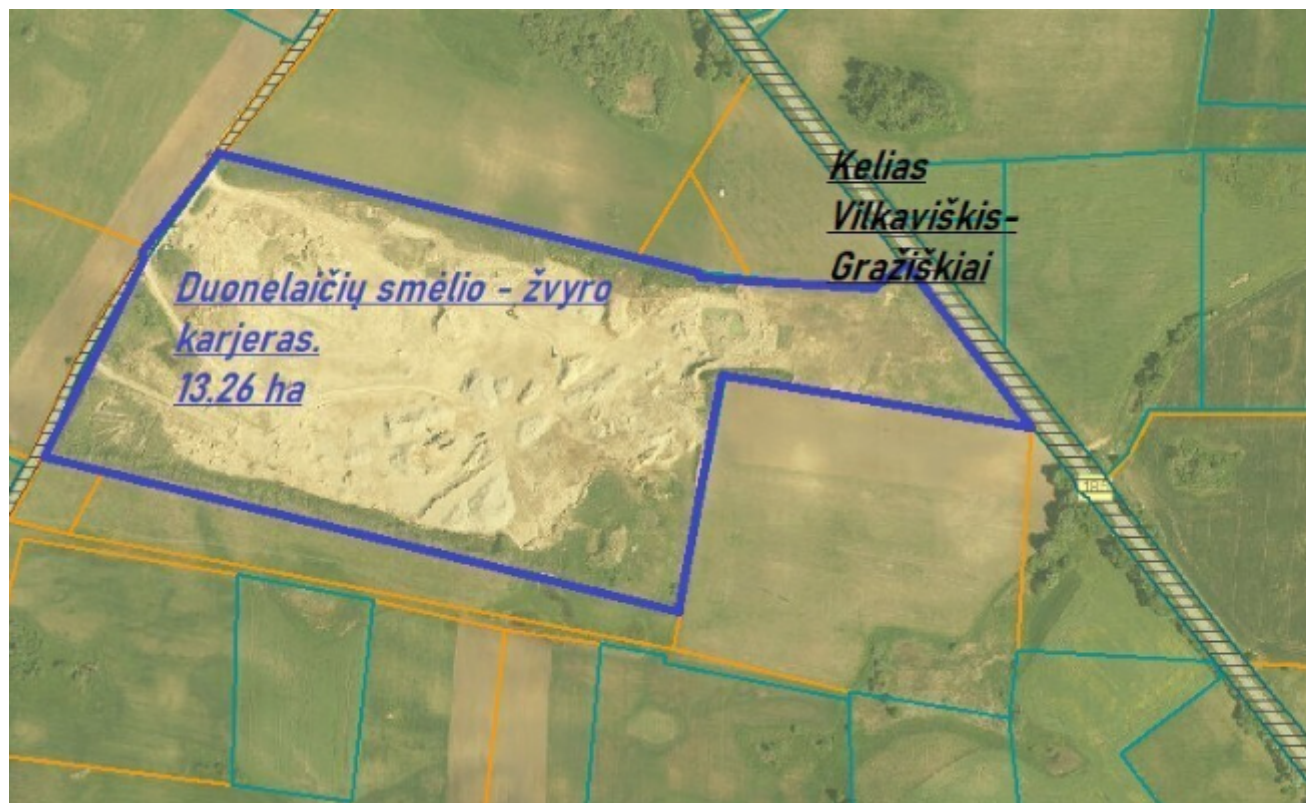 Kelias
Vilkaviškis-
Gražiškiai
Duonelaičių smėlio - žvyro
karjeras.
13.26 ha